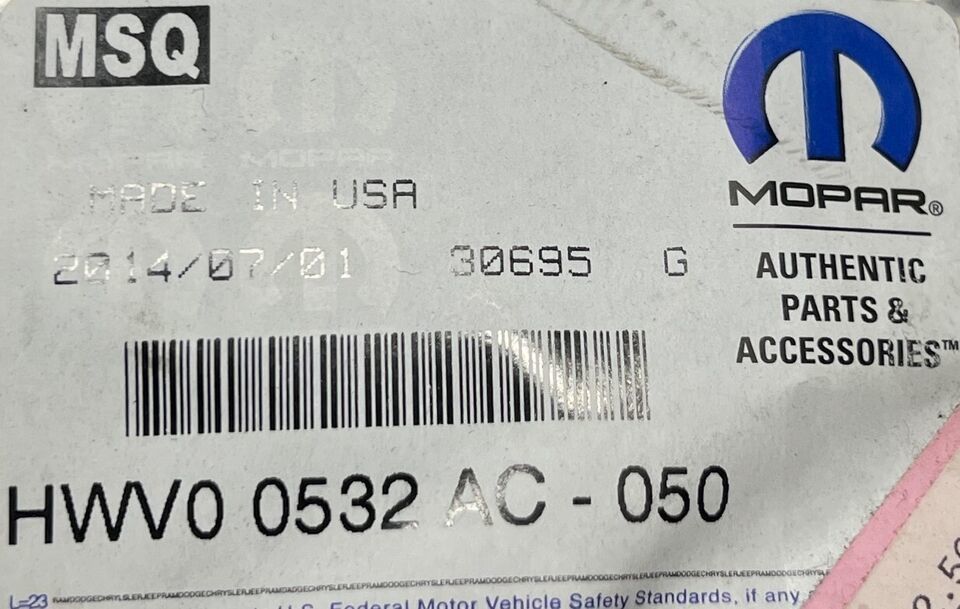 MSQ
MOPAR®
MADE IN USA
2014/07/01 30695 G
AUTHENTIC
PARTS &
ACCESSORIES™
HWV0 0532 AC - 050
L=23
U.S. Federal Motor Vehicle Safety Standards, if any